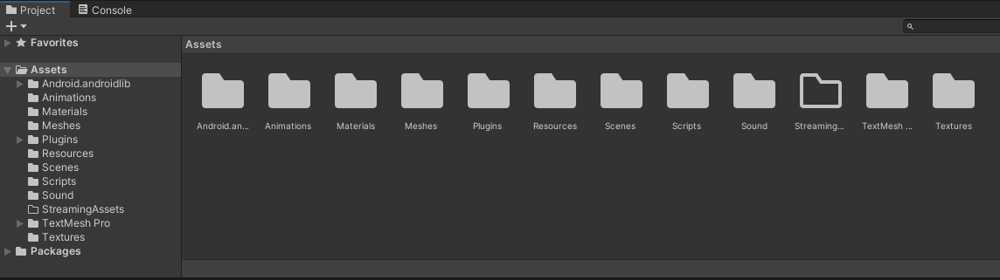 Project Console
Favorites
Assets
Android.androidlib
Animations
Materials
Meshes
Plugins
Resources
Scenes
Scripts
Sound
StreamingAssets
TextMesh Pro
Textures
Packages
Assets
Android.an... Animations Materials Meshes Plugins Resources Scenes Scripts Sound Streaming... TextMesh ... Textures